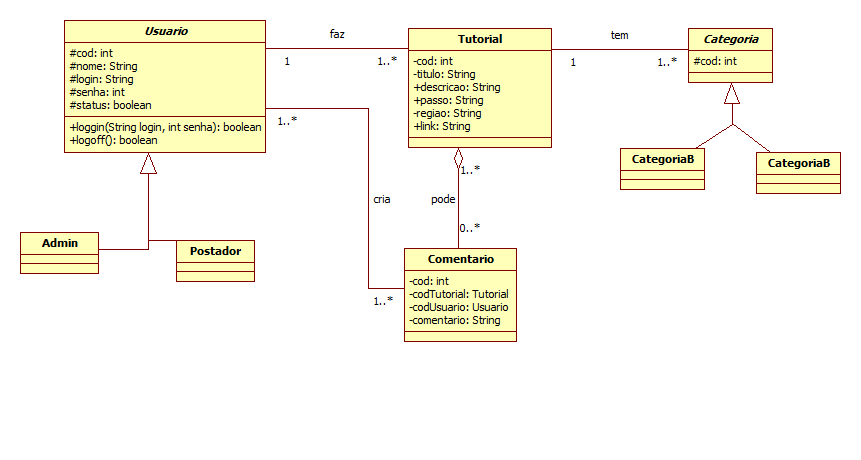 Usuario
#cod: int
#nome: String
#login: String
#senha: int
#status: boolean
+loggin(String login, int senha): boolean
+logoff(): boolean
faz
1
1..*
Tutorial
-cod: int
-titulo: String
+descricao: String
+passo: String
-regiao: String
+link: String
tem
1
1..*
Categoria
#cod: int
CategoriaB
CategoriaB
1..*
cria
1..*
1..*
pode
0..*
Admin
Postador
Comentario
-cod: int
-codTutorial: Tutorial
-codUsuario: Usuario
-comentario: String